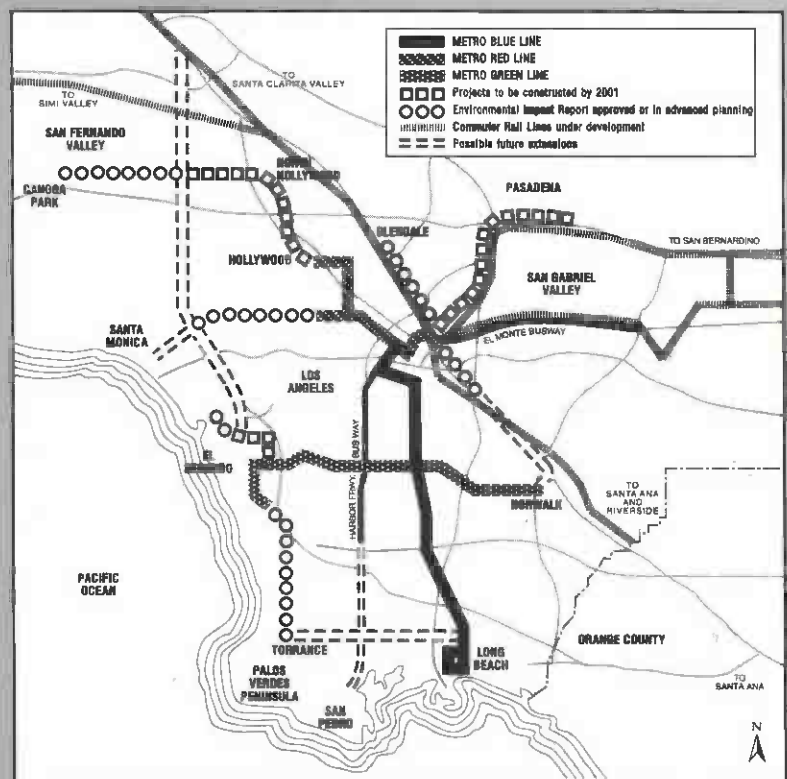 METRO BLUE LINE
METRO RED LINE
METRO GREEN LINE
Projects to be constructed by 2001
Environmental Impact Report approved or in advanced planning
Commuter Rail Lines under development
Possible future extensions
TO
SANTA CLARITA VALLEY
TO
SIMI VALLEY
SAN FERNANDO
VALLEY
NORTH
HOLLYWOOD
CANOGA
PARK
PASADENA
GLENDALE
TO SAN BERNARDINO
HOLLYWOOD
SAN GABRIEL
VALLEY
SANTA
MONICA
EL MONTE BUSWAY
LOS
ANGELES
EL
HARBOR FRWY.
BUS WAY
NORWALK
TO
SANTA ANA
AND
RIVERSIDE
PACIFIC
OCEAN
ORANGE COUNTY
TORRANCE
LONG
BEACH
PALOS
VERDES
PENINSULA
SAN
PEDRO
TO
SANTA ANA
N